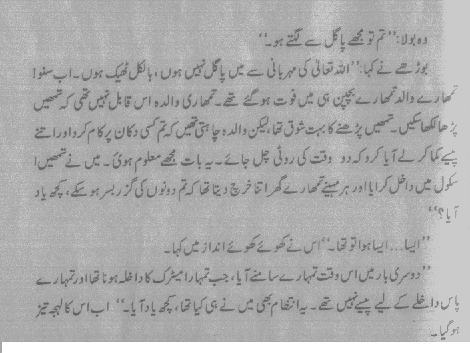 وہ بولا: ’’تم تو مجھے پاگل سے لگتے ہو۔‘‘
بوڑھے نے کہا: ’’اللہ تعالیٰ کی مہربانی سے میں پاگل نہیں ہوں، بالکل ٹھیک ہوں۔ اب سنو!
تمھارے والد تمھارے بچپن ہی میں فوت ہو گئے تھے۔ تمھاری والدہ اس قابل نہیں تھی کہ تمھیں
پڑھا لکھا سکیں۔ تمھیں پڑھنے کا بہت شوق تھا، لیکن والدہ چاہتی تھیں کہ تم کسی دکان پر کام کرو اور اتنے
پیسے کما کر لے آیا کرو کہ دو وقت کی روٹی چل جائے۔ یہ بات مجھے معلوم ہوئی۔ میں نے تمھیں ا
سکول میں داخل کرایا اور ہر مہینے تمھارے گھر اتنا خرچ دیتا تھا کہ تم دونوں کی گزر بسر ہو سکے، کچھ یاد
آیا؟‘‘
’’ایسا... ایسا ہوا تو تھا۔‘‘ اس نے کھوئے کھوئے انداز میں کہا۔
’’دوسری بار میں اس وقت تمہارے سامنے آیا، جب تمہارا میٹرک کا داخلہ ہونا تھا اور تمہارے
پاس داخلے کے لیے پیسے نہیں تھے۔ یہ انتظام بھی میں نے ہی کیا تھا، کچھ یاد آیا۔‘‘ اب اس کا لہجہ تیز
ہو گیا۔